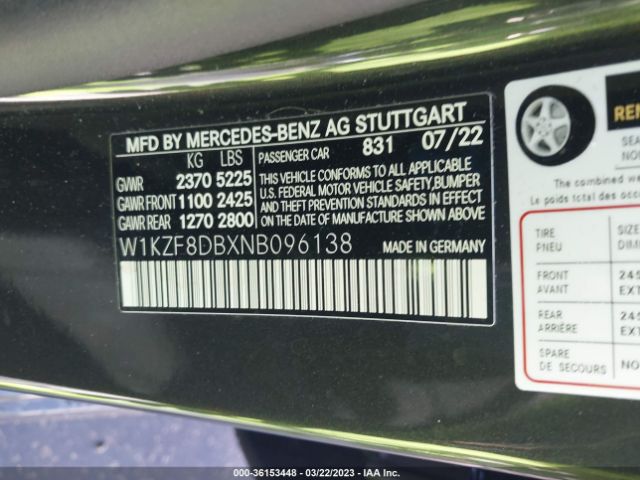 MFD BY MERCEDES-BENZ AG STUTTGART
KG LBS PASSENGER CAR 831 07/22
GVWR 2370 5225
GAWR FRONT 1100 2425
GAWR REAR 1270 2800
THIS VEHICLE CONFORMS TO ALL APPLICABLE
U.S. FEDERAL MOTOR VEHICLE SAFETY,BUMPER
AND THEFT PREVENTION STANDARDS IN EFFECT
ON THE DATE OF MANUFACTURE SHOWN ABOVE.
W1KZF8DBXNB096138 MADE IN GERMANY
The combined we
Le poids total des oc
TIRE SIZE
PNEU DIMEN
FRONT 245
AVANT EXT
REAR 245
ARRIÈRE EXT
SPARE
DE SECOURS
000-36153448 - 03/22/2023 - IAA Inc.